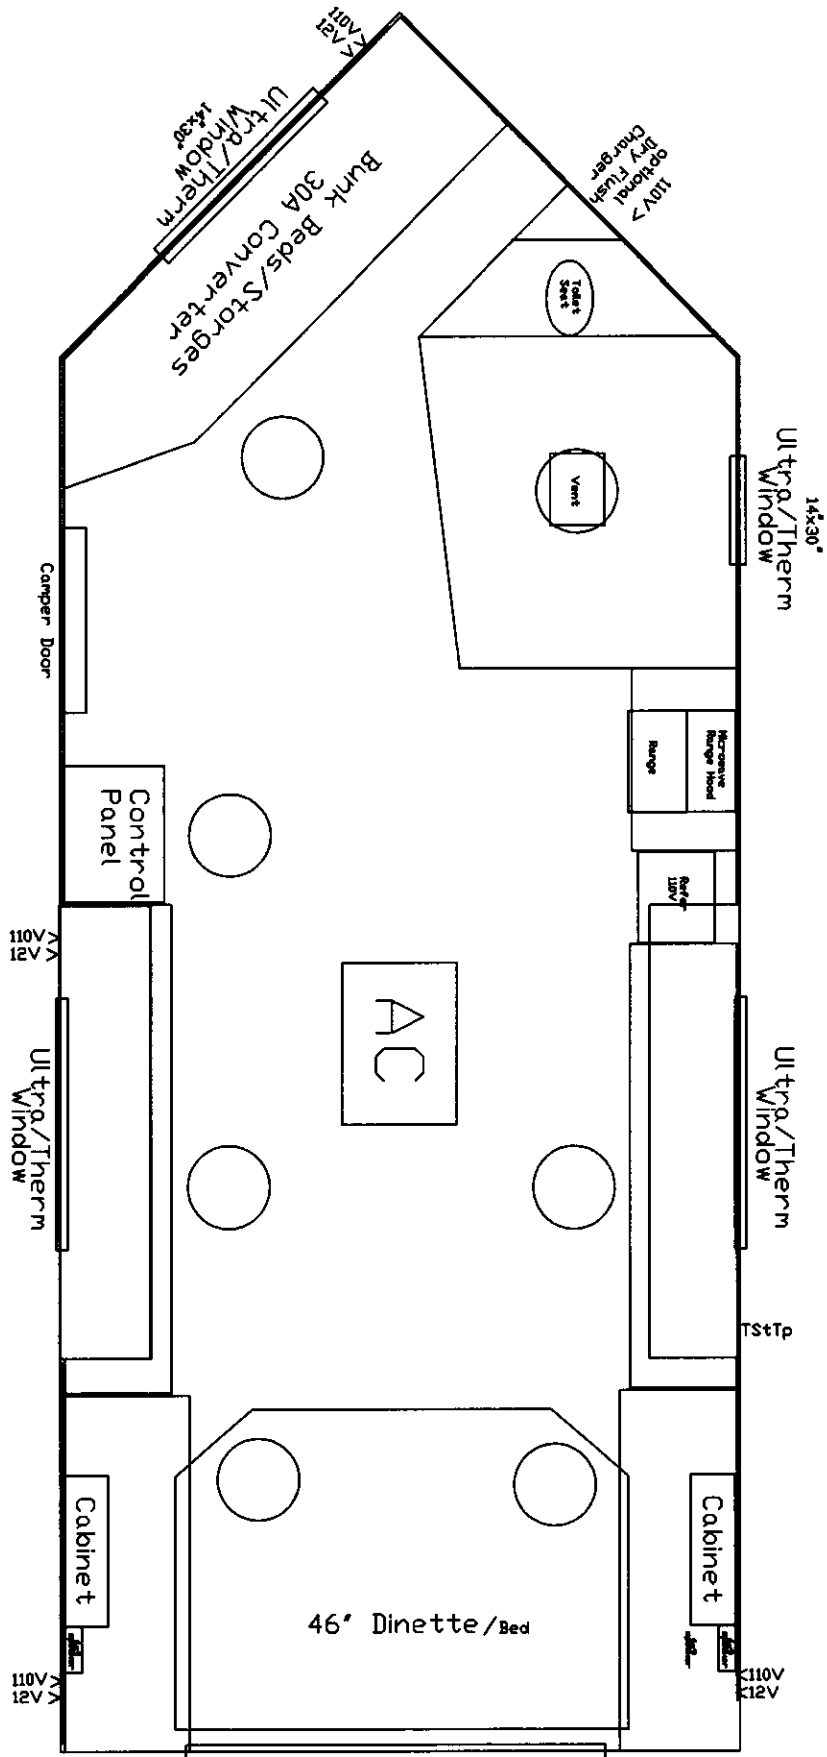 110V >
12V >
Ultra/Therm
Window
14x30"
Bunk Beds/Storges
30A Converter
110V >
optional
Dry Flush
Charger
Toilet
Seat
Vent
14x30"
Ultra/Therm
Window
Camper Door
Microwave
Range Hood
Range
Control
Panel
Refer
110V
110V >
12V >
AC
Ultra/Therm
Window
Ultra/Therm
Window
TStTp
Cabinet
Cabinet
46" Dinette/Bed
110V >
12V >
<110V
<12V